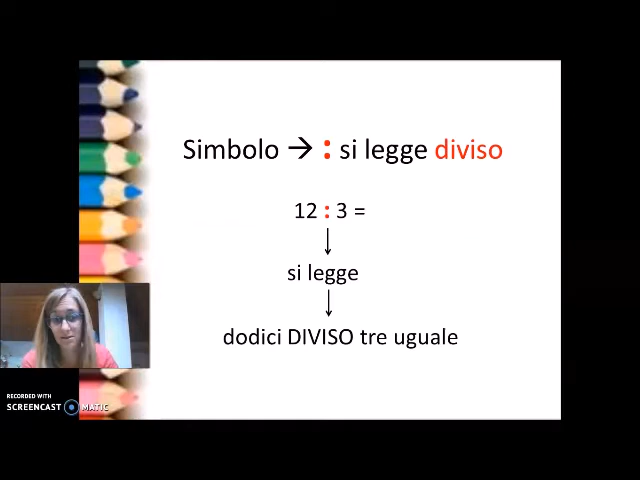 Simbolo → : si legge diviso
12 : 3 =
si legge
dodici DIVISO tre uguale
RECORDED WITH
SCREENCAST MATIC